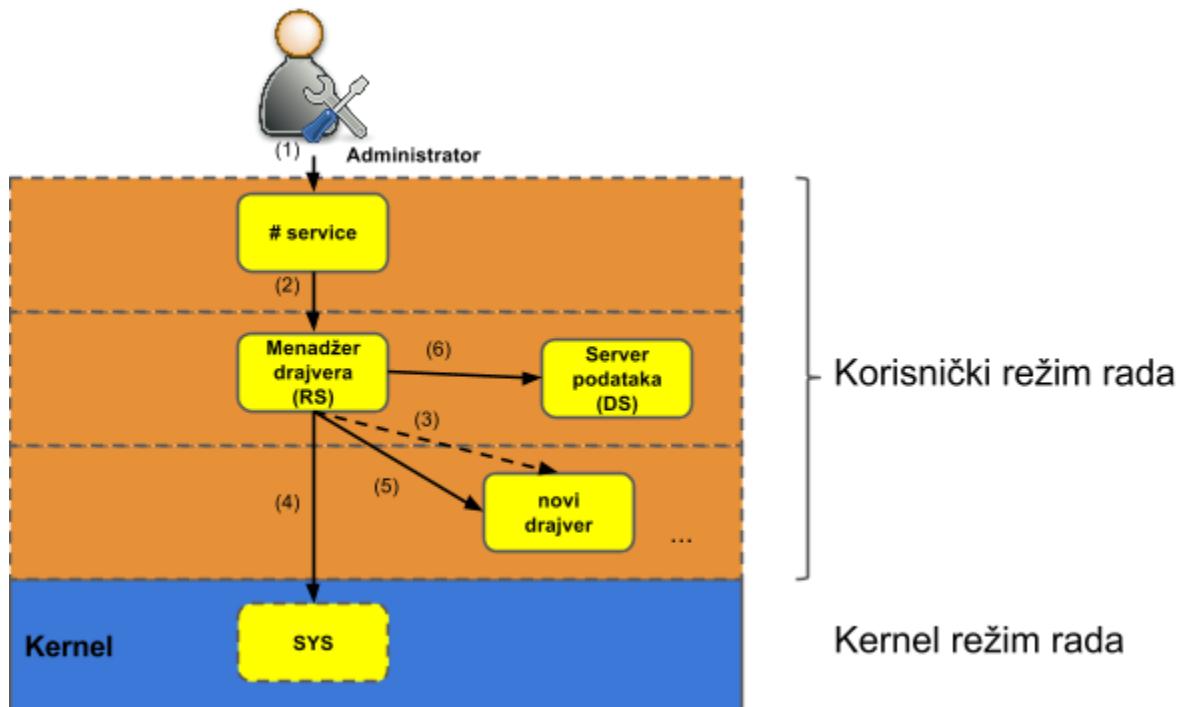 (1)
Administrator
# service
(2)
Menadžer
drajvera
(RS)
(6)
Server
podataka
(DS)
(3)
(4)
(5)
novi
drajver
...
Kernel
SYS
Korisnički režim rada
Kernel režim rada